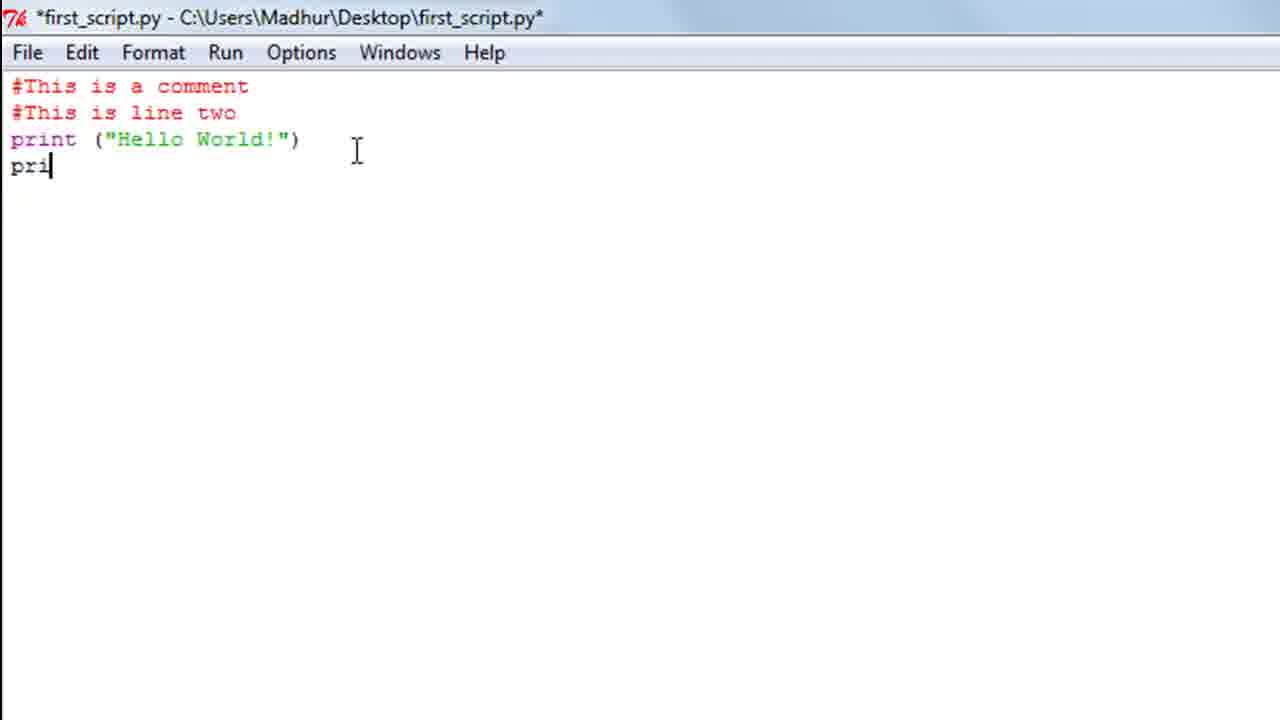 *first_script.py - C:\Users\Madhur\Desktop\first_script.py*
File Edit Format Run Options Windows Help
#This is a comment
#This is line two
print ("Hello World!")
pri